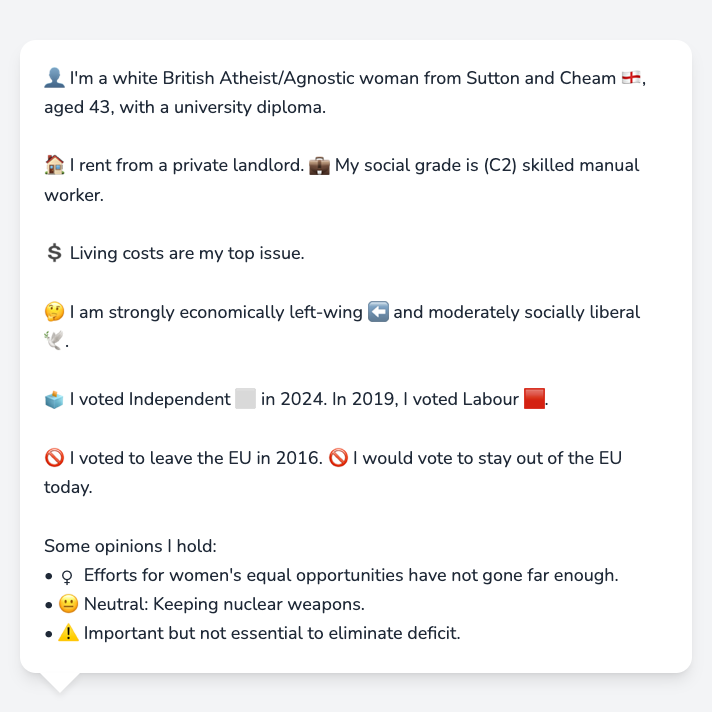 👤 I'm a white British Atheist/Agnostic woman from Sutton and Cheam 🏴󠁧󠁢󠁥󠁮󠁧󠁿,
aged 43, with a university diploma.
🏠 I rent from a private landlord. 💼 My social grade is (C2) skilled manual
worker.
💲 Living costs are my top issue.
🤔 I am strongly economically left-wing ⬅️ and moderately socially liberal
🕊️.
🗳️ I voted Independent ⬜ in 2024. In 2019, I voted Labour 🟥.
🚫 I voted to leave the EU in 2016. 🚫 I would vote to stay out of the EU
today.
Some opinions I hold:
• ♀ Efforts for women's equal opportunities have not gone far enough.
• 😐 Neutral: Keeping nuclear weapons.
• ⚠️ Important but not essential to eliminate deficit.